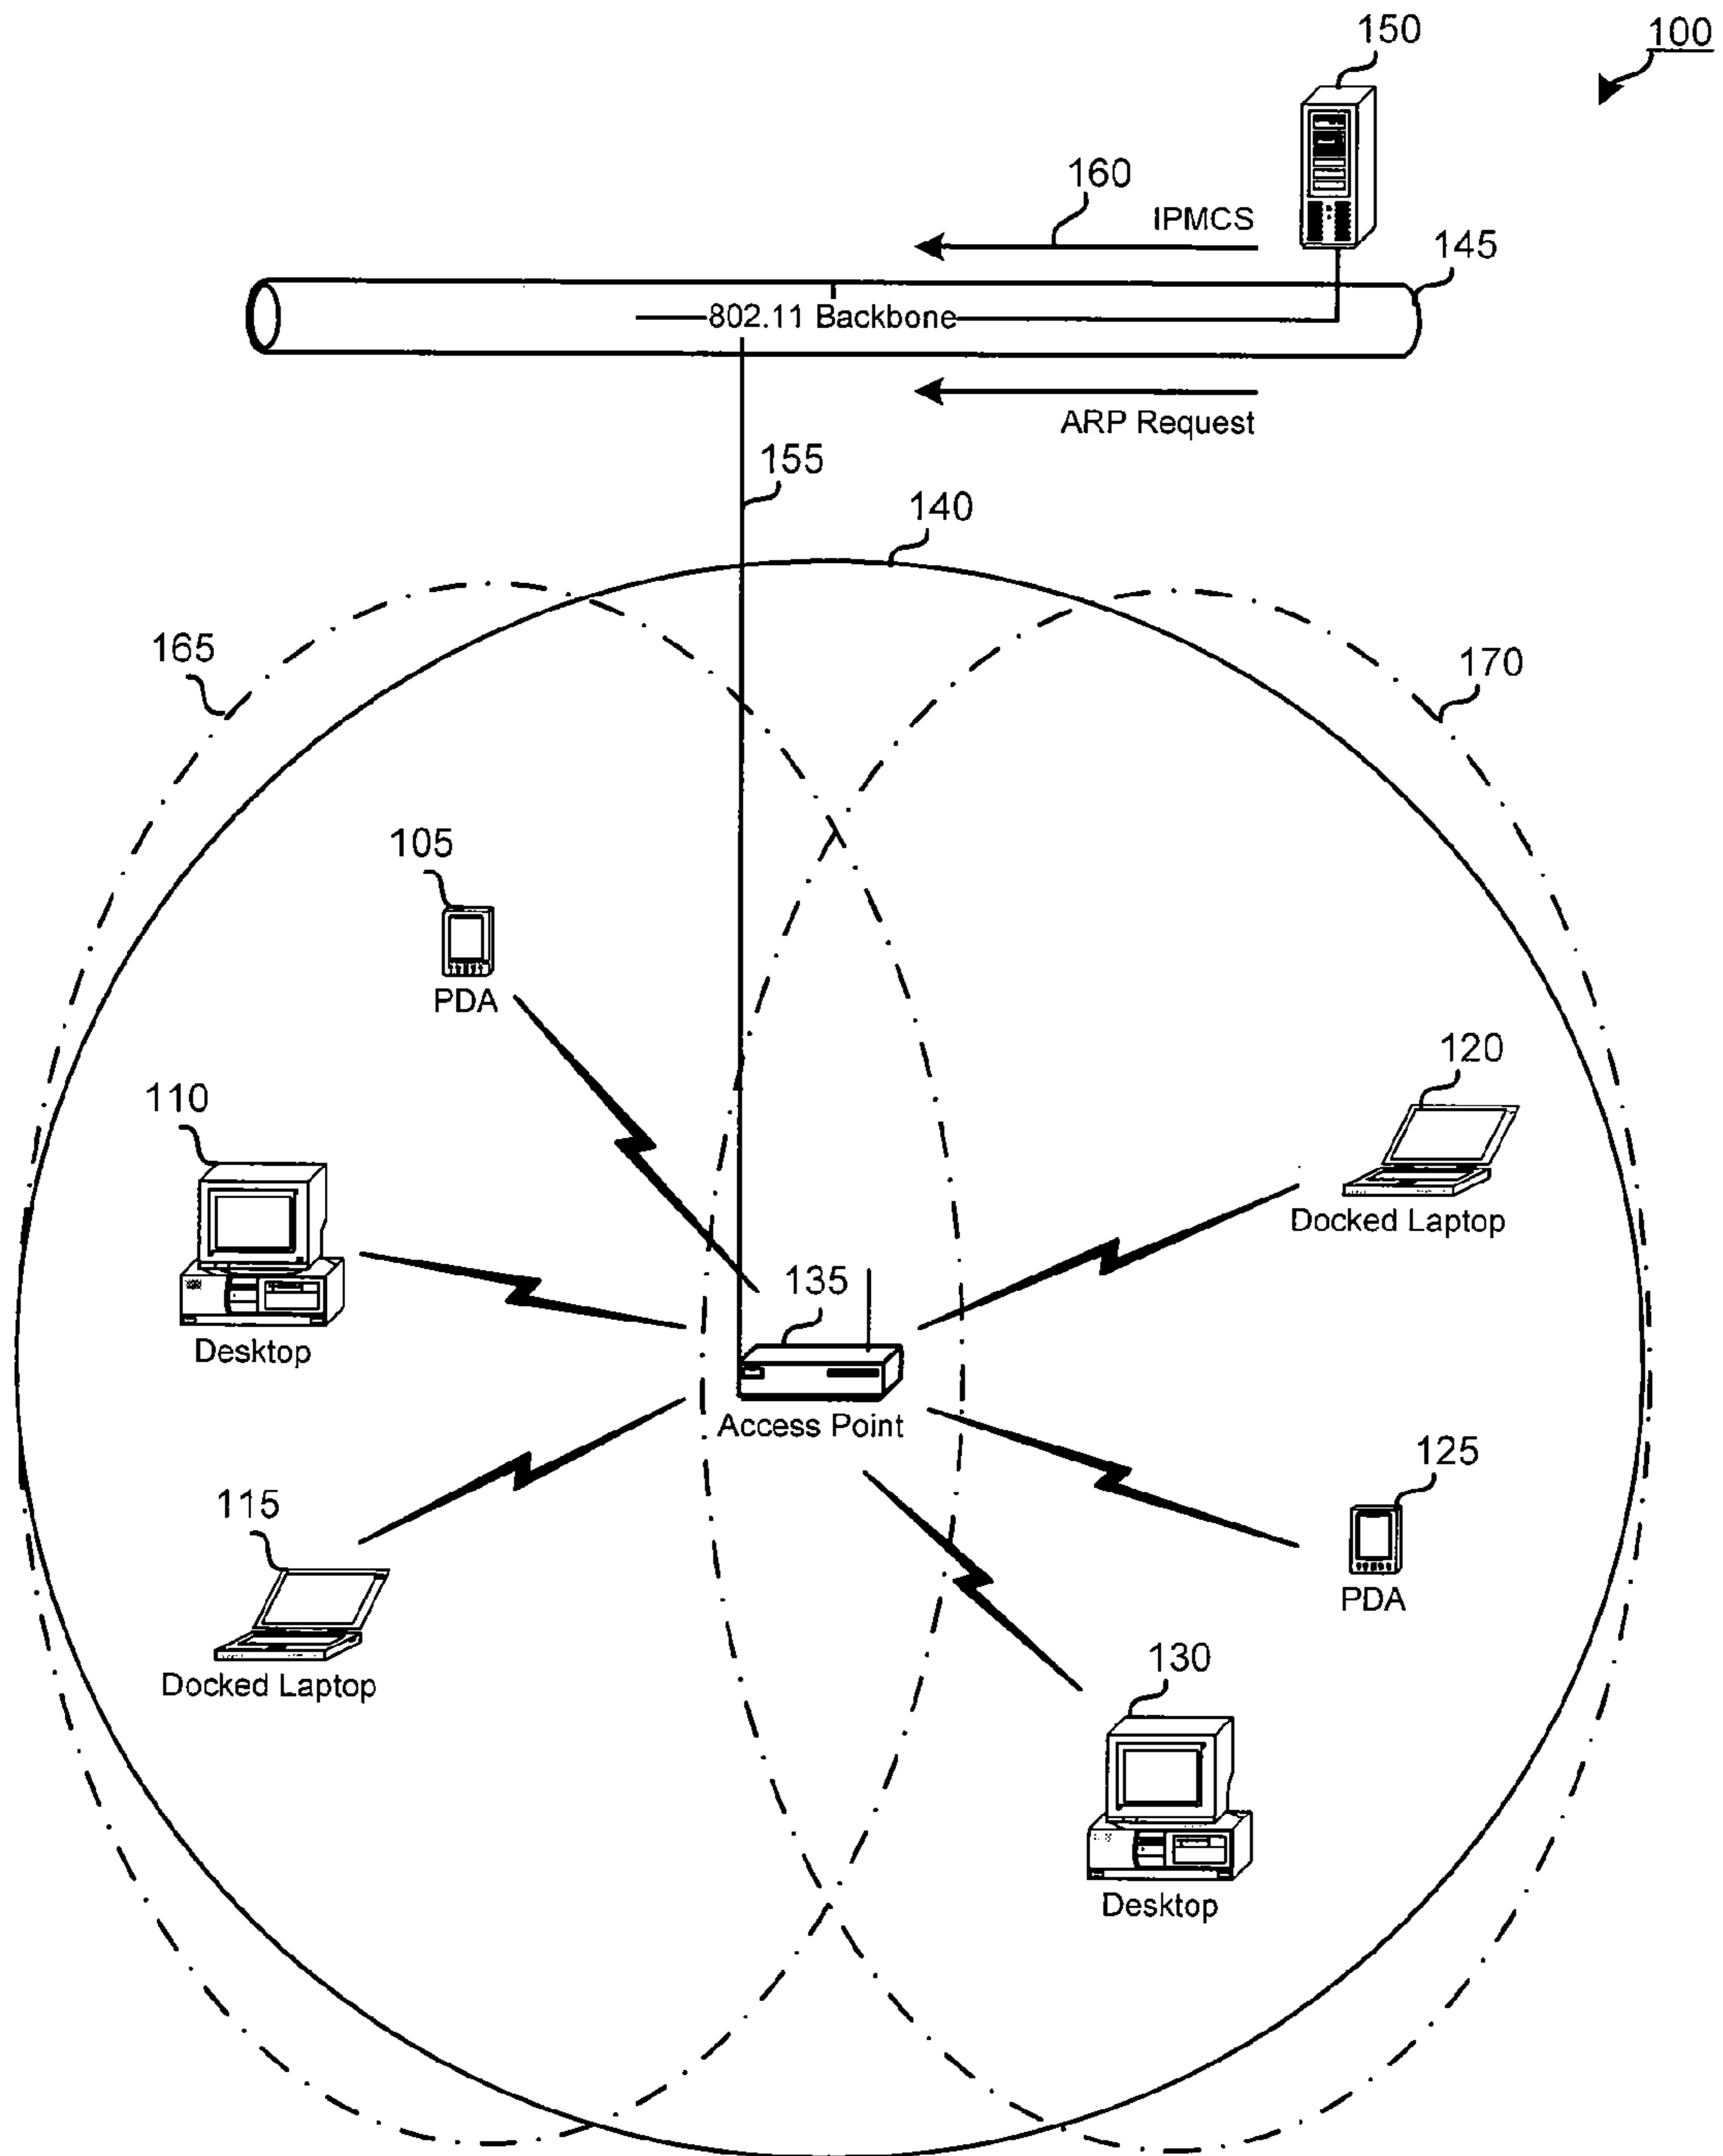 150
100
160
IPMCS
145
802.11 Backbone
ARP Request
155
140
165
170
105
PDA
120
110
Docked Laptop
135
Desktop
Access Point
125
115
PDA
130
Docked Laptop
Desktop